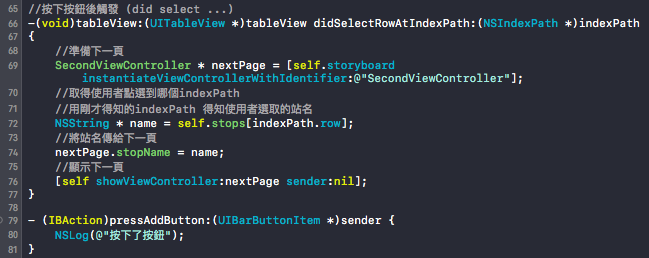 65 //按下按鈕後觸發 (did select ...)
66 -(void)tableView:(UITableView *)tableView didSelectRowAtIndexPath:(NSIndexPath *)indexPath
67 {
68 //準備下一頁
69 SecondViewController * nextPage = [self.storyboard
instantiateViewControllerWithIdentifier:@"SecondViewController"];
70 //取得使用者點選到哪個indexPath
71 //用剛才得知的indexPath 得知使用者選取的站名
72 NSString * name = self.stops[indexPath.row];
73 //將站名傳給下一頁
74 nextPage.stopName = name;
75 //顯示下一頁
76 [self showViewController:nextPage sender:nil];
77 }
78
79 - (IBAction)pressAddButton:(UIBarButtonItem *)sender {
80 NSLog(@"按下了按鈕");
81 }